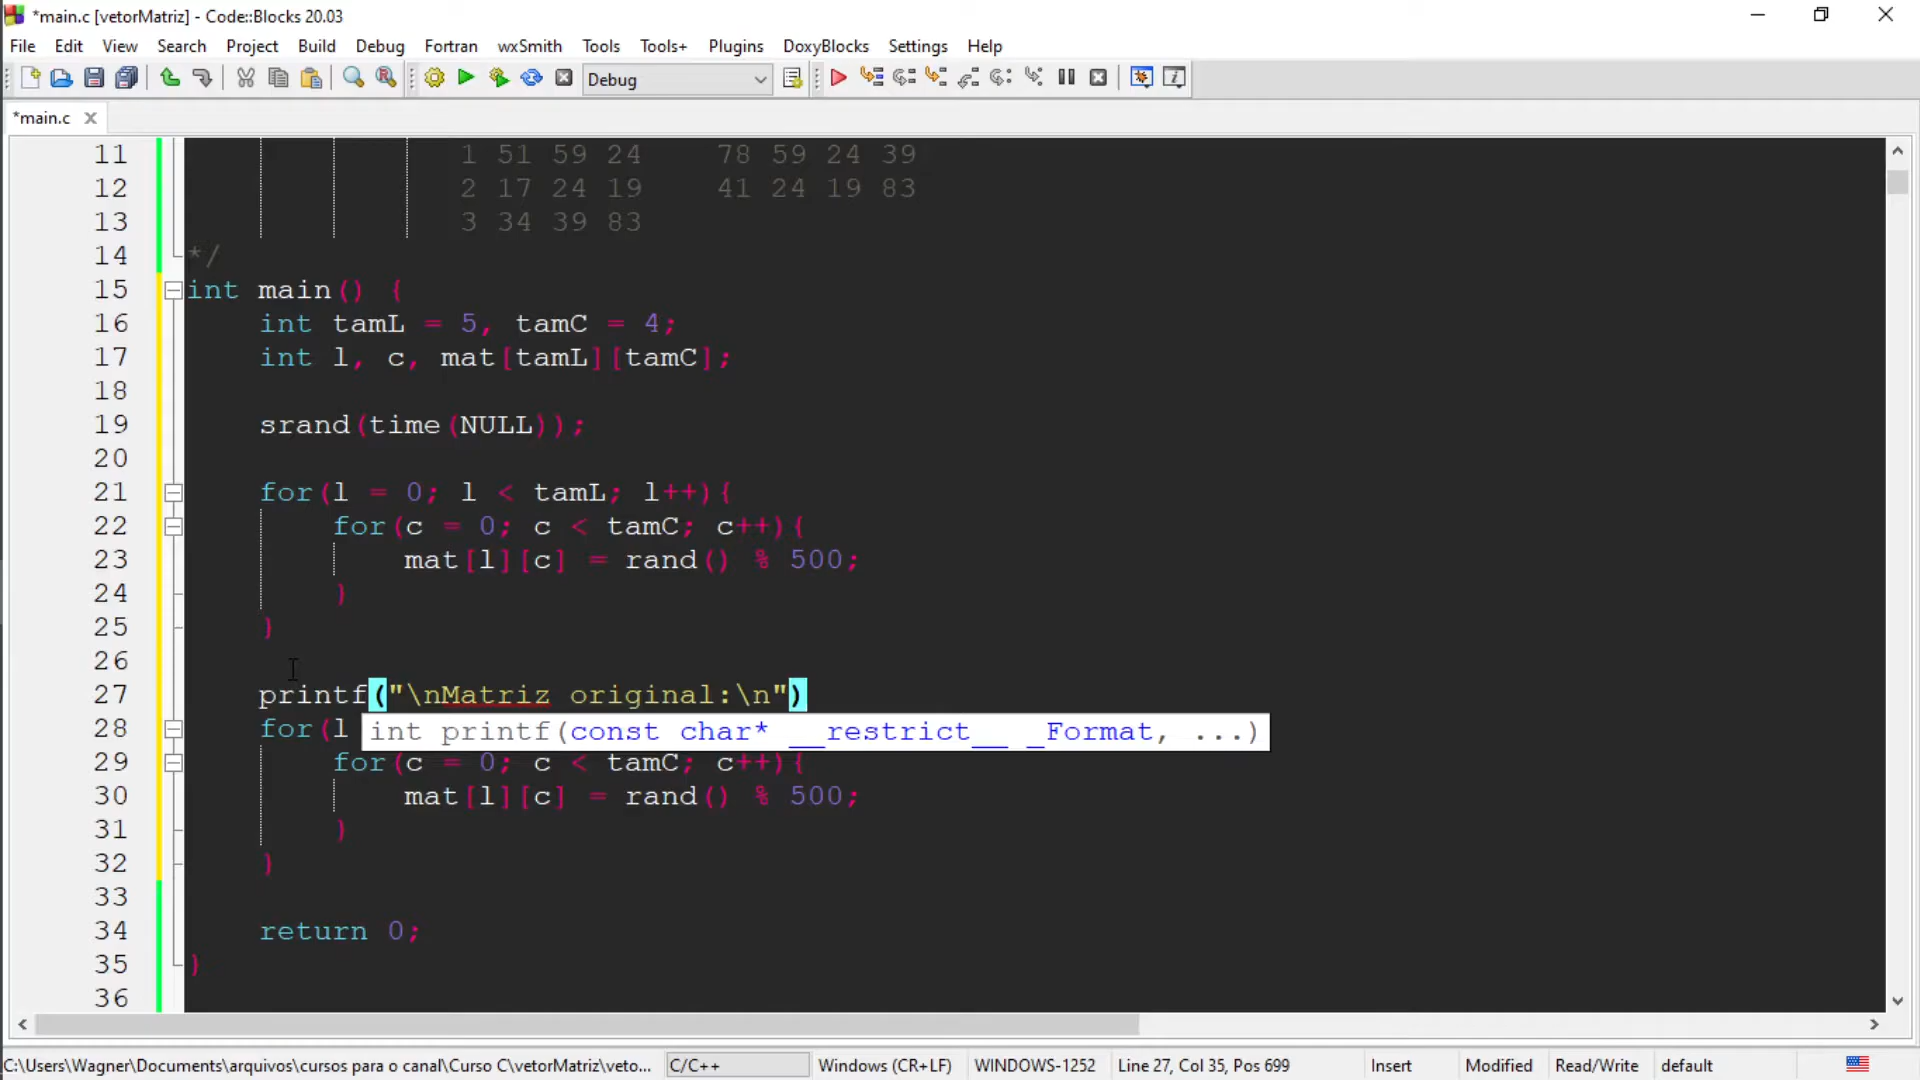 *main.c [vetorMatriz] - Code::Blocks 20.03
File Edit View Search Project Build Debug Fortran wxSmith Tools Tools+ Plugins DoxyBlocks Settings Help
Debug
*main.c
11 1 51 59 24 78 59 24 39
12 2 17 24 19 41 24 19 83
13 3 34 39 83
14 */
15 int main() {
16 int tamL = 5, tamC = 4;
17 int l, c, mat[tamL][tamC];
18
19 srand(time(NULL));
20
21 for(l = 0; l < tamL; l++){
22 for(c = 0; c < tamC; c++){
23 mat[l][c] = rand() % 500;
24 }
25 }
26
27 printf("\nMatriz original:\n")
28 for(l
int printf(const char* __restrict__ _Format, ...)
29 for(c = 0; c < tamC; c++){
30 mat[l][c] = rand() % 500;
31 }
32 }
33
34 return 0;
35 }
36
C:\Users\Wagner\Documents\arquivos\cursos para o canal\Curso C\vetorMatriz\veto... C/C++ Windows (CR+LF) WINDOWS-1252 Line 27, Col 35, Pos 699 Insert Modified Read/Write default